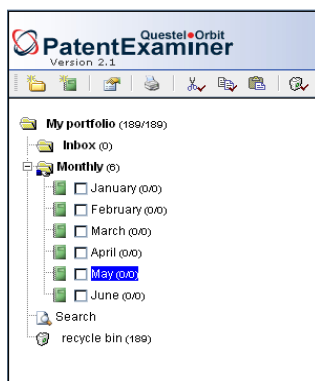 Questel•Orbit
PatentExaminer
Version 2.1
My portfolio (189/189)
Inbox (0)
Monthly (6)
January (0/0)
February (0/0)
March (0/0)
April (0/0)
May (0/0)
June (0/0)
Search
recycle bin (189)